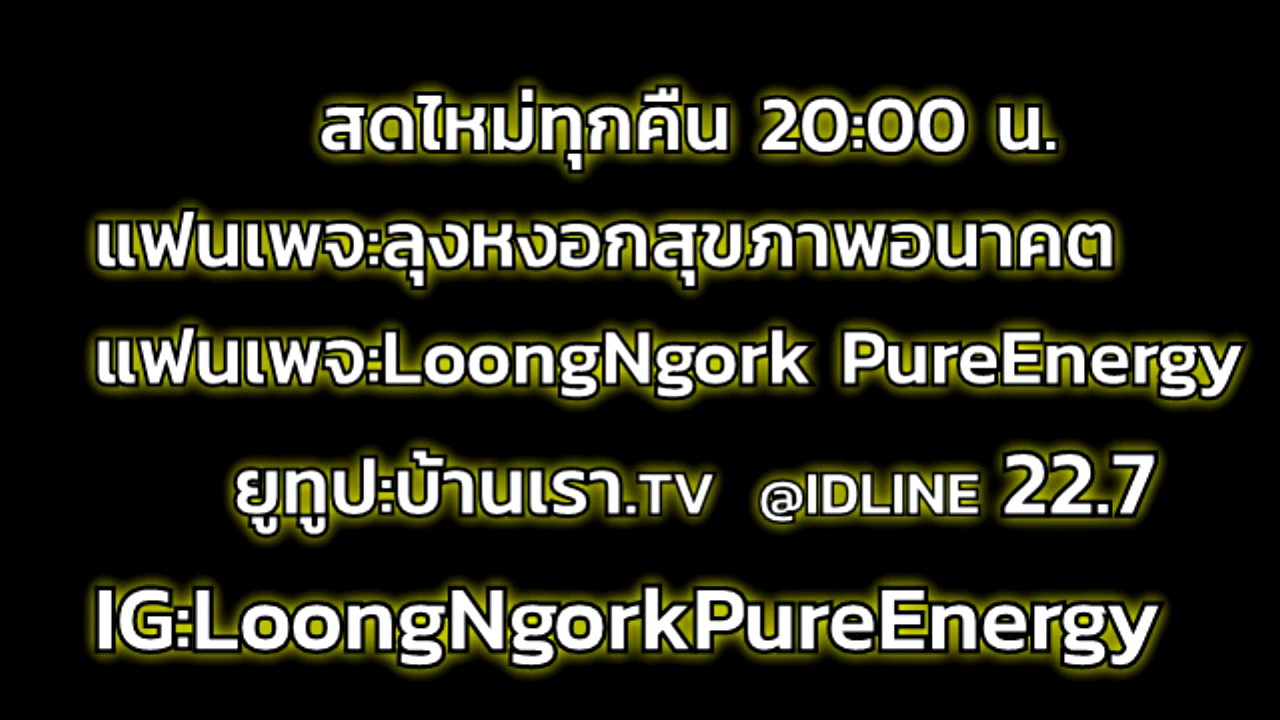 สดไหม่ทุกคืน 20:00 น.
แฟนเพจ:ลุงหงอกสุขภาพอนาคต
แฟนเพจ:LoongNgork PureEnergy
ยูทูป:บ้านเรา.TV @IDLINE 22.7
IG:LoongNgorkPureEnergy